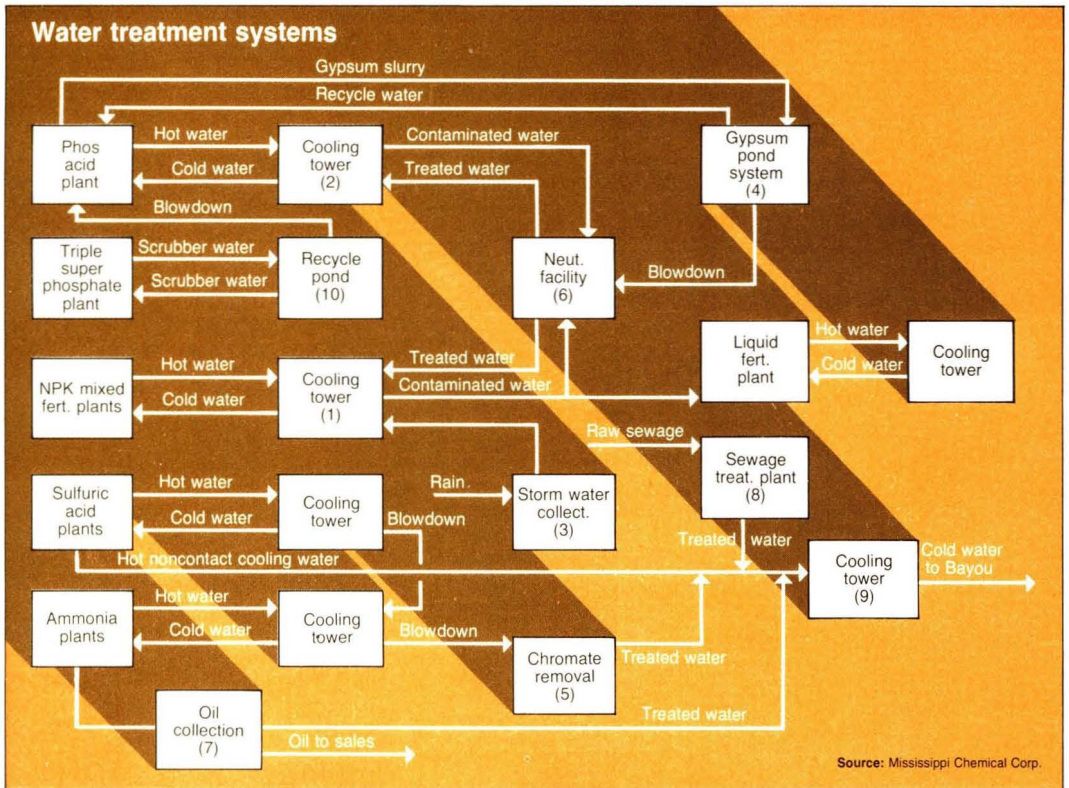 Water treatment systems
Gypsum slurry
Recycle water
Phos
acid
plant
Hot water
Cold water
Cooling
tower
(2)
Contaminated water
Treated water
Gypsum
pond
system
(4)
Blowdown
Triple
super
phosphate
plant
Scrubber water
Scrubber water
Recycle
pond
(10)
Neut.
facility
(6)
Blowdown
NPK mixed
fert. plants
Hot water
Cold water
Cooling
tower
(1)
Treated water
Contaminated water
Liquid
fert.
plant
Hot water
Cold water
Cooling
tower
Raw sewage
Sewage
treat. plant
(8)
Sulfuric
acid
plants
Hot water
Cold water
Cooling
tower
Blowdown
Rain
Storm water
collect.
(3)
Treated water
Hot noncontact cooling water
Cooling
tower
(9)
Cold water
to Bayou
Ammonia
plants
Hot water
Cold water
Cooling
tower
Blowdown
Chromate
removal
(5)
Treated water
Oil
collection
(7)
Treated water
Oil to sales
Source: Mississippi Chemical Corp.